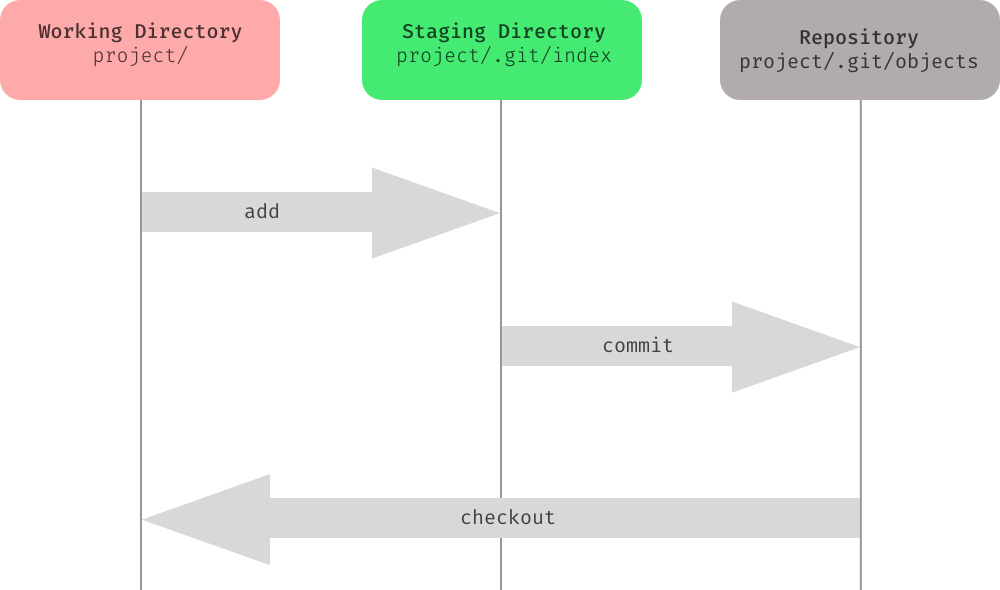 Working Directory
project/
Staging Directory
project/.git/index
Repository
project/.git/objects
add
commit
checkout